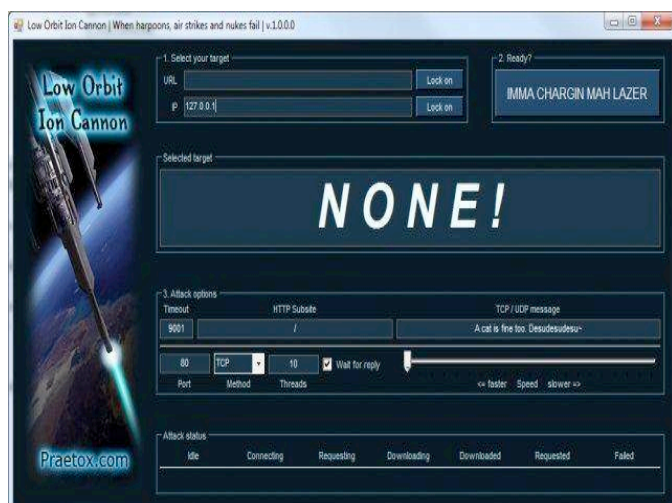 Low Orbit Ion Cannon | When harpoons, air strikes and nukes fail | v.1.0.0.0
Low Orbit
Ion Cannon
Praetox.com
1. Select your target
URL Lock on
IP 127.0.0.1 Lock on
2. Ready?
IMMA CHARGIN MAH LAZER
Selected target
NONE!
3. Attack options
Timeout HTTP Subsite TCP / UDP message
9001 / A cat is fine too. Desudesudesu~
80 TCP 10 Wait for reply
Port Method Threads <= faster Speed slower =>
Attack status
Idle Connecting Requesting Downloading Downloaded Requested Failed